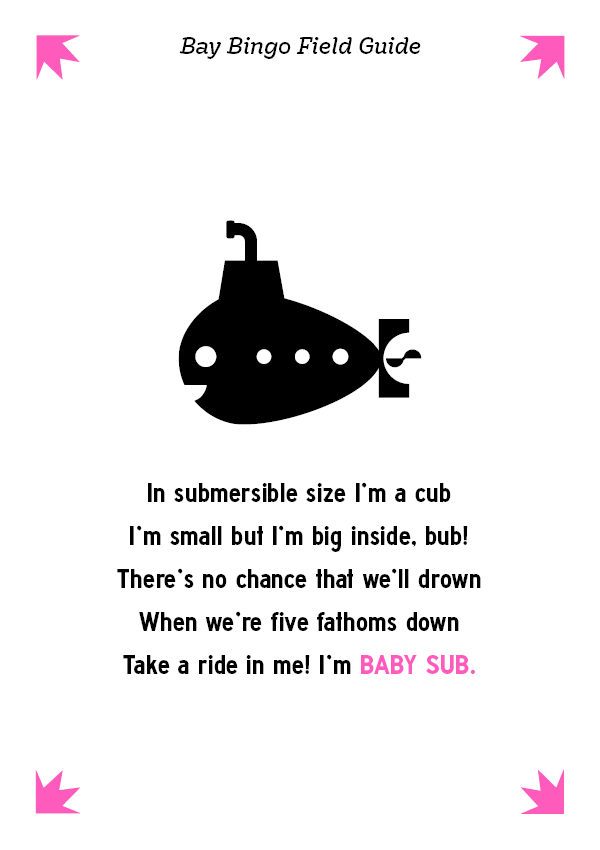 Bay Bingo Field Guide
In submersible size I'm a cub
I'm small but I'm big inside, bub!
There's no chance that we'll drown
When we're five fathoms down
Take a ride in me! I'm BABY SUB.